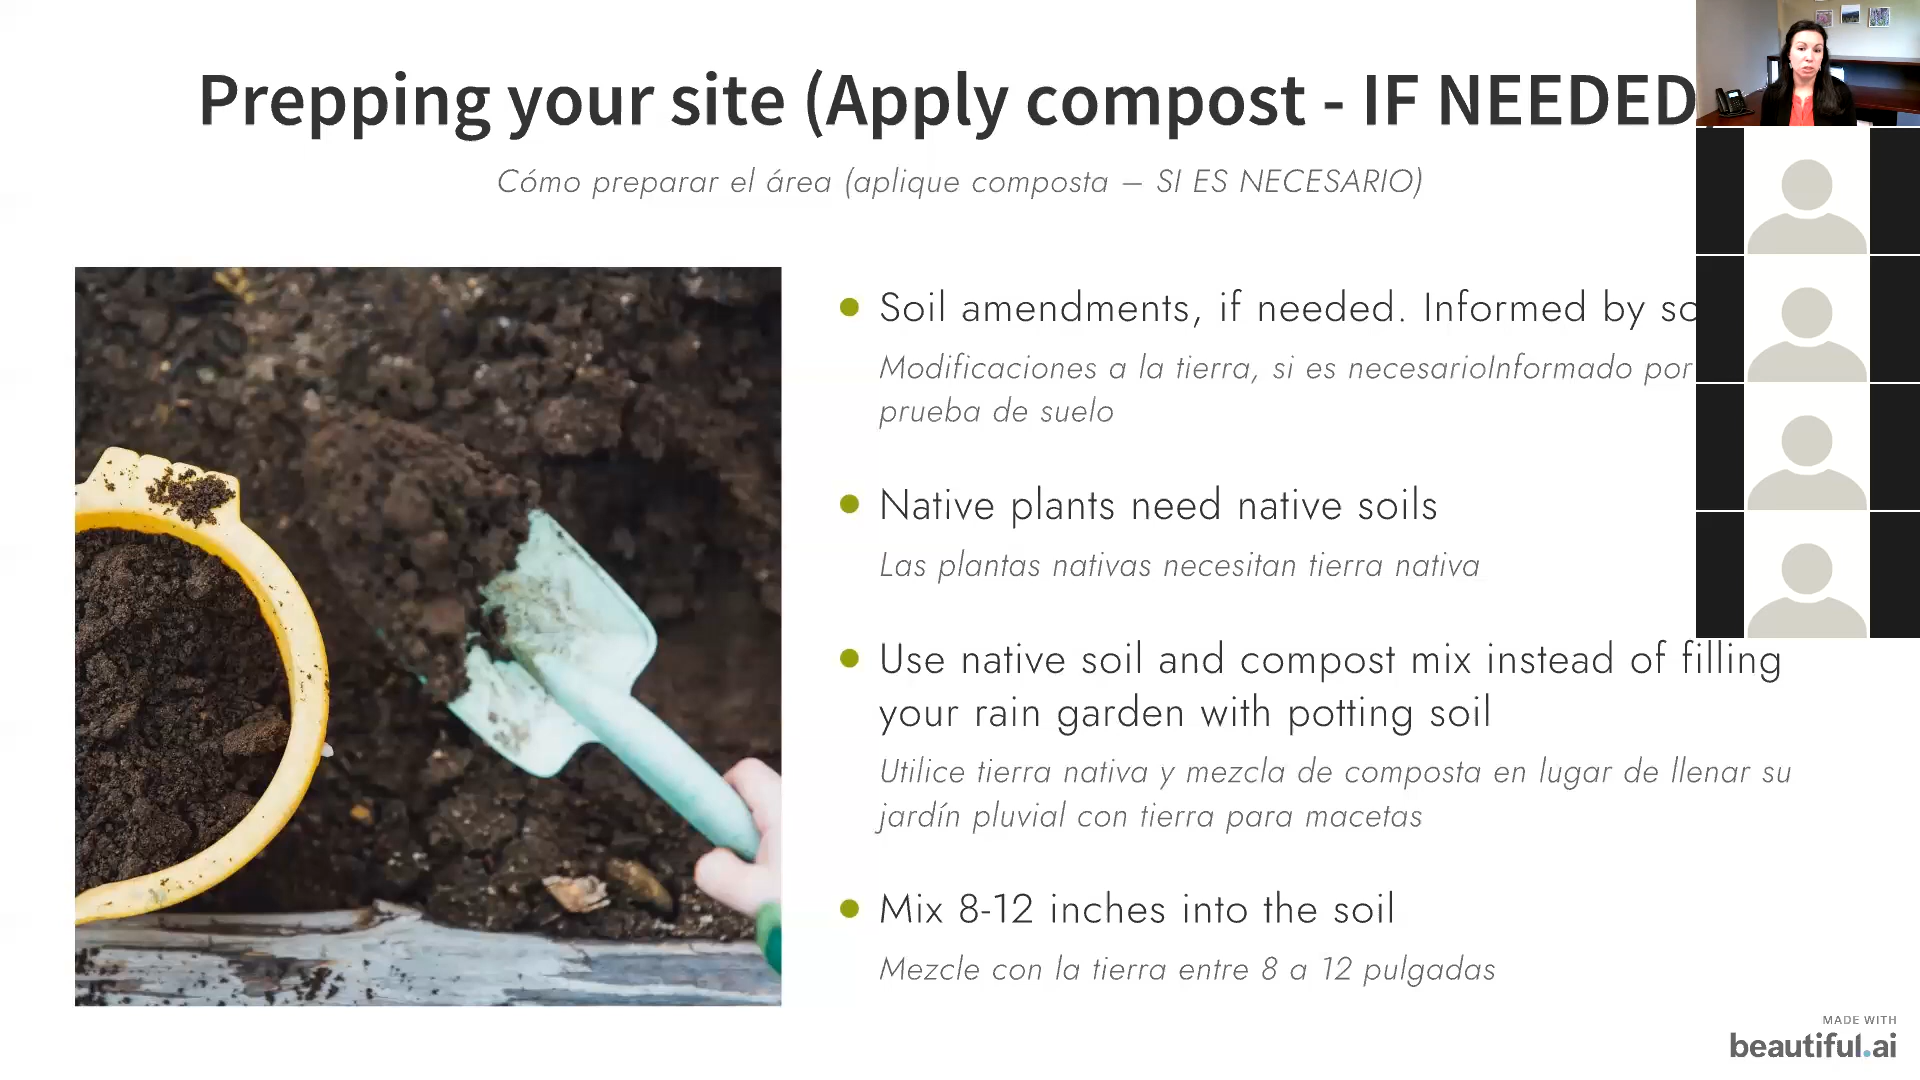 Prepping your site (Apply compost - IF NEEDED)
Cómo preparar el área (aplique composta – SI ES NECESARIO)
Soil amendments, if needed. Informed by
Modificaciones a la tierra, si es necesarioInformado por
prueba de suelo
Native plants need native soils
Las plantas nativas necesitan tierra nativa
Use native soil and compost mix instead of filling
your rain garden with potting soil
Utilice tierra nativa y mezcla de composta en lugar de llenar su
jardín pluvial con tierra para macetas
Mix 8-12 inches into the soil
Mezcle con la tierra entre 8 a 12 pulgadas
MADE WITH
beautiful.ai